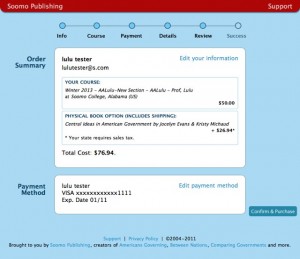 Soomo Publishing
Support
Info
Course
Payment
Details
Review
Success
Order Summary
lulu tester
Edit your information
lulutester@s.com
YOUR COURSE:
Winter 2013 - AALulu-New Section - AALulu - Prof, Lulu
at Soomo College, Alabama (US)
$50.00
PHYSICAL BOOK OPTION (INCLUDES SHIPPING):
Central Ideas in American Government by Jocelyn Evans & Kristy Michaud
+ $26.94*
* Your state requires sales tax.
Total Cost: $76.94.
Payment Method
lulu tester
Edit payment method
VISA xxxxxxxxxxxx1111
Exp. Date 01/11
Confirm & Purchase
Support | Privacy Policy | ©2004-2011
Brought to you by Soomo Publishing, creators of Americans Governing, Between Nations, Comparing Governments and more.